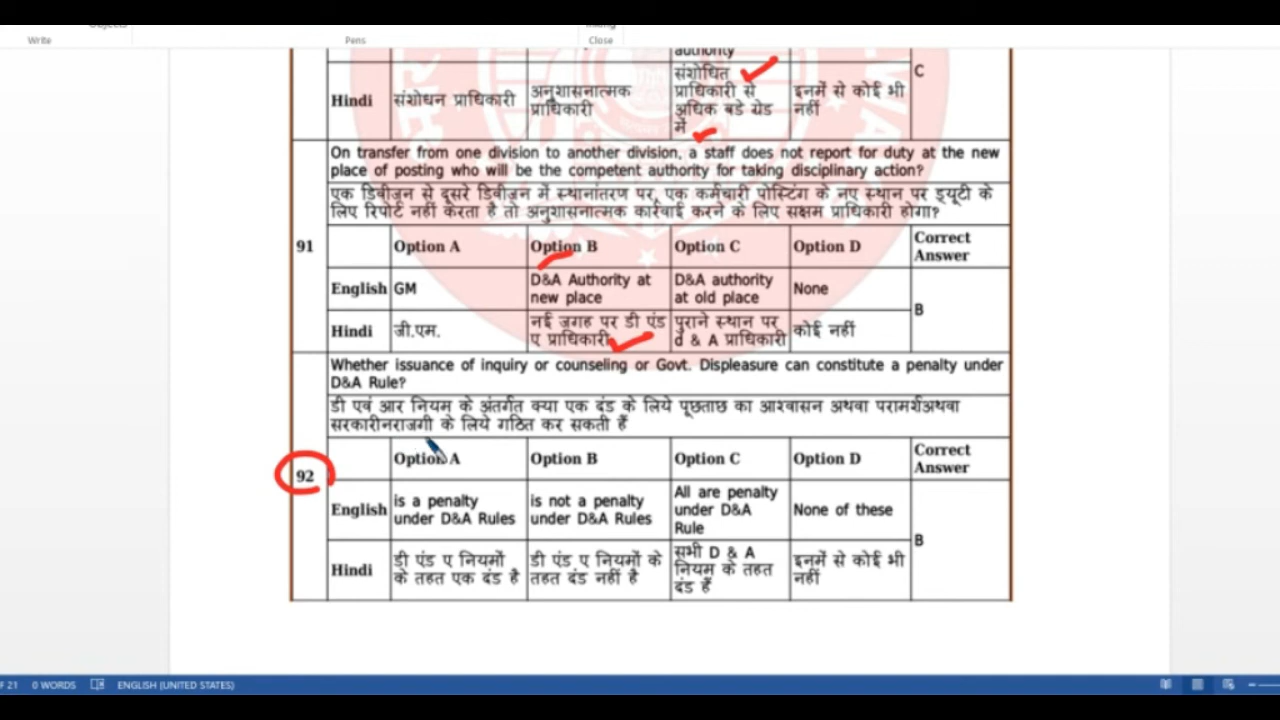 Write
Pens
Close
authority
Hindi
संशोधन प्राधिकारी
अनुशासनात्मक
प्राधिकारी
संशोधित
प्राधिकारी से
अधिक बडे ग्रेड
में
इनमें से कोई भी
नहीं
C
91
On transfer from one division to another division, a staff does not report for duty at the new
place of posting who will be the competent authority for taking disciplinary action?
एक डिवीज़न से दूसरे डिवीज़न में स्थानांतरण पर, एक कर्मचारी पोस्टिंग के नए स्थान पर ड्यूटी के
लिए रिपोर्ट नहीं करता है तो अनुशासनात्मक कार्रवाई करने के लिए सक्षम प्राधिकारी होगा?
Option A
Option B
Option C
Option D
Correct
Answer
English
GM
D&A Authority at
new place
D&A authority
at old place
None
B
Hindi
जी.एम.
नई जगह पर डी एंड
ए प्राधिकारी
पुराने स्थान पर
d & A प्राधिकारी
कोई नहीं
92
Whether issuance of inquiry or counseling or Govt. Displeasure can constitute a penalty under
D&A Rule?
डी एवं आर नियम के अंतर्गत क्या एक दंड के लिये पूछताछ का आश्वासन अथवा परामर्शअथवा
सरकारीनराजगी के लिये गठित कर सकती हैं
Option A
Option B
Option C
Option D
Correct
Answer
English
is a penalty
under D&A Rules
is not a penalty
under D&A Rules
All are penalty
under D&A
Rule
None of these
B
Hindi
डी एंड ए नियमों
के तहत एक दंड है
डी एंड ए नियमों के
तहत दंड नहीं है
सभी D & A
नियम के तहत
दंड हैं
इनमें से कोई भी
नहीं
OF 21 0 WORDS ENGLISH (UNITED STATES)